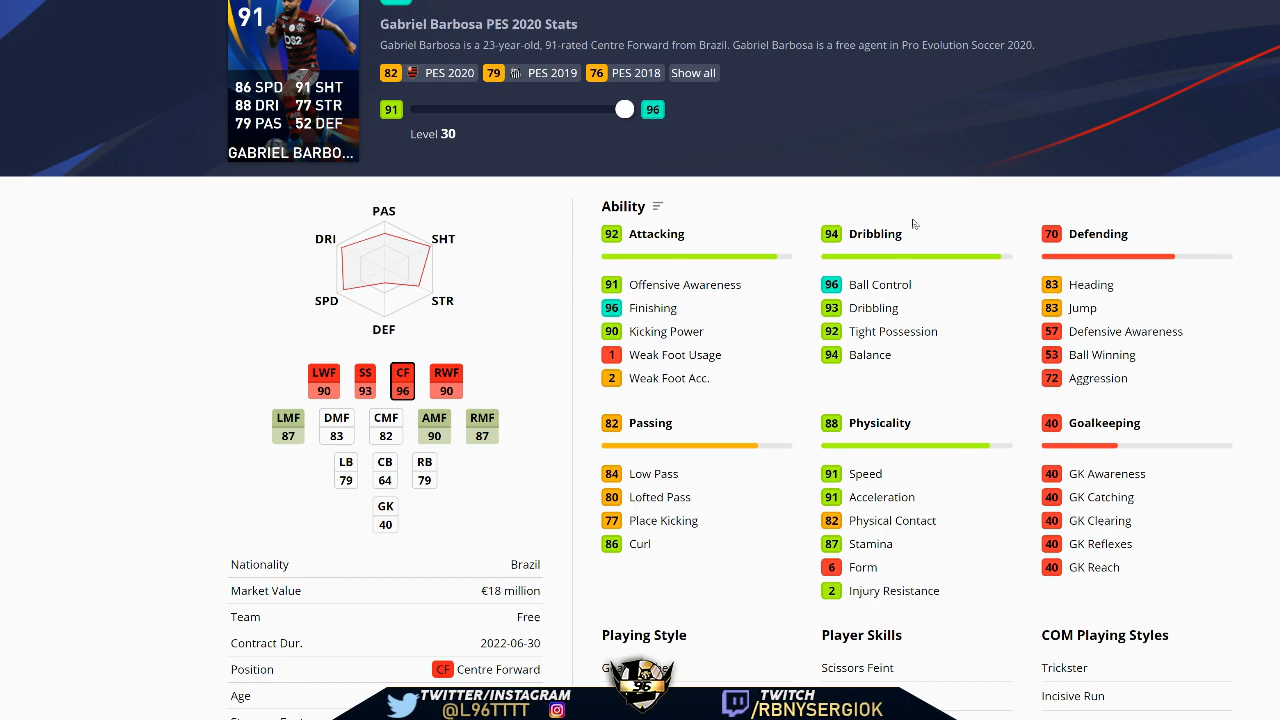 91
86 SPD 91 SHT
88 DRI 77 STR
79 PAS 52 DEF
GABRIEL BARBO...
Gabriel Barbosa PES 2020 Stats
Gabriel Barbosa is a 23-year-old, 91-rated Centre Forward from Brazil. Gabriel Barbosa is a free agent in Pro Evolution Soccer 2020.
82 PES 2020 79 PES 2019 76 PES 2018 Show all
91 96
Level 30
PAS
DRI SHT
SPD STR
DEF
LWF SS CF RWF
90 93 96 90
LMF DMF CMF AMF RMF
87 83 82 90 87
LB CB RB
79 64 79
GK
40
Nationality Brazil
Market Value €18 million
Team Free
Contract Dur. 2022-06-30
Position CF Centre Forward
Age
Ability
92 Attacking
91 Offensive Awareness
96 Finishing
90 Kicking Power
1 Weak Foot Usage
2 Weak Foot Acc.
94 Dribbling
96 Ball Control
93 Dribbling
92 Tight Possession
94 Balance
70 Defending
83 Heading
83 Jump
57 Defensive Awareness
53 Ball Winning
72 Aggression
82 Passing
84 Low Pass
80 Lofted Pass
77 Place Kicking
86 Curl
88 Physicality
91 Speed
91 Acceleration
82 Physical Contact
87 Stamina
6 Form
2 Injury Resistance
40 Goalkeeping
40 GK Awareness
40 GK Catching
40 GK Clearing
40 GK Reflexes
40 GK Reach
Playing Style
Player Skills
Scissors Feint
COM Playing Styles
Trickster
Incisive Run
TWITTER/INSTAGRAM
@L96TTTT
TWITCH
/RBNYSERGIOK